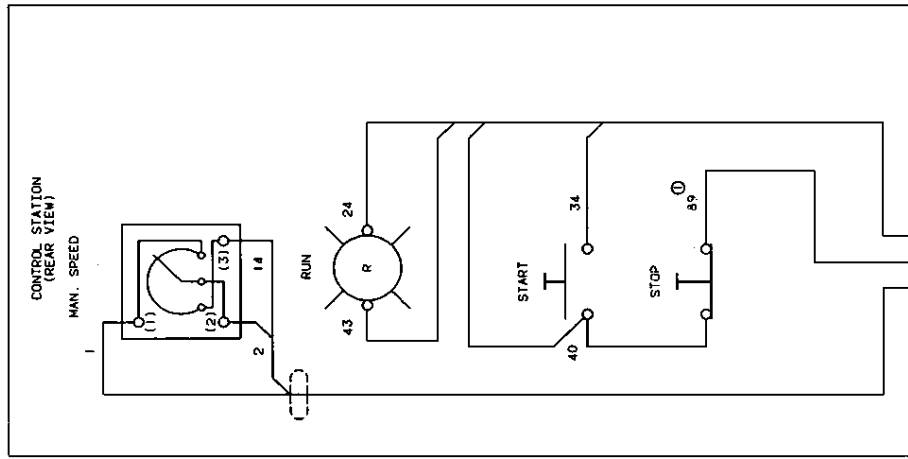 CONTROL STATION
(REAR VIEW)
MAN. SPEED
1
(1)
(2)
(3)
2
14
RUN
R
43
24
START
40
34
STOP
89
1